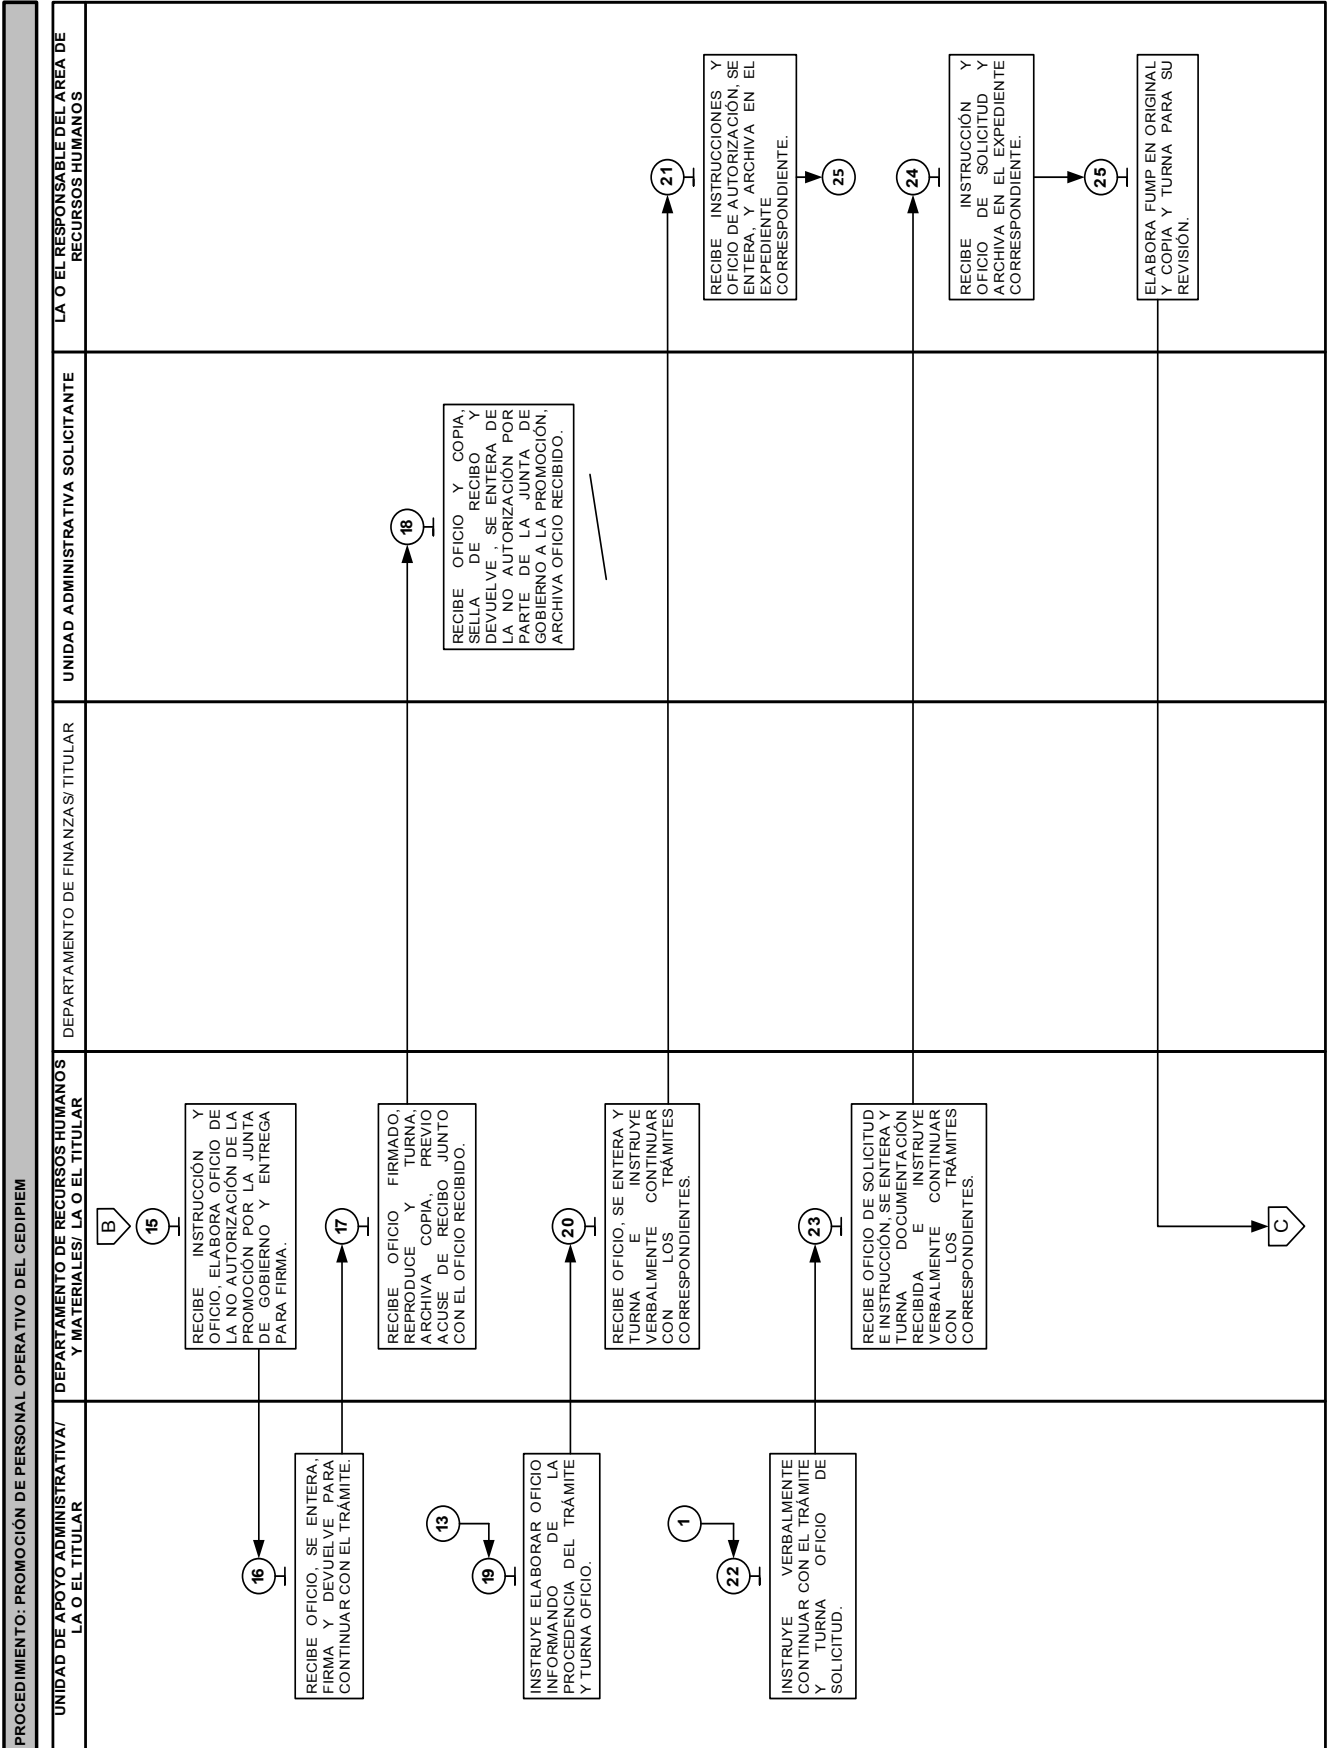 PROCEDIMIENTO: PROMOCIÓN DE PERSONAL OPERATIVO DEL CEDIPIEM
UNIDAD DE APOYO ADMINISTRATIVA/
LA O EL TITULAR
DEPARTAMENTO DE RECURSOS HUMANOS
Y MATERIALES/ LA O EL TITULAR
DEPARTAMENTO DE FINANZAS/ TITULAR
UNIDAD ADMINISTRATIVA SOLICITANTE
LA O EL RESPONSABLE DEL AREA DE
RECURSOS HUMANOS
B
15
RECIBE INSTRUCCIÓN Y
OFICIO, ELABORA OFICIO DE
LA NO AUTORIZACIÓN DE LA
PROMOCIÓN POR LA JUNTA
DE GOBIERNO Y ENTREGA
PARA FIRMA.
16
RECIBE OFICIO, SE ENTERA,
FIRMA Y DEVUELVE PARA
CONTINUAR CON EL TRÁMITE.
17
RECIBE OFICIO FIRMADO,
REPRODUCE Y TURNA,
ARCHIVA COPIA, PREVIO
ACUSE DE RECIBO JUNTO
CON EL OFICIO RECIBIDO.
18
RECIBE OFICIO Y COPIA,
SELLA DE RECIBO Y
DEVUELVE , SE ENTERA DE
LA NO AUTORIZACIÓN POR
PARTE DE LA JUNTA DE
GOBIERNO A LA PROMOCIÓN,
ARCHIVA OFICIO RECIBIDO.
13
19
INSTRUYE ELABORAR OFICIO
INFORMANDO DE LA
PROCEDENCIA DEL TRÁMITE
Y TURNA OFICIO.
20
RECIBE OFICIO, SE ENTERA Y
TURNA E INSTRUYE
VERBALMENTE CONTINUAR
CON LOS TRÁMITES
CORRESPONDIENTES.
21
RECIBE INSTRUCCIONES Y
OFICIO DE AUTORIZACIÓN, SE
ENTERA, Y ARCHIVA EN EL
EXPEDIENTE
CORRESPONDIENTE.
25
1
22
INSTRUYE VERBALMENTE
CONTINUAR CON EL TRÁMITE
Y TURNA OFICIO DE
SOLICITUD.
23
RECIBE OFICIO DE SOLICITUD
E INSTRUCCIÓN, SE ENTERA Y
TURNA DOCUMENTACIÓN
RECIBIDA E INSTRUYE
VERBALMENTE CONTINUAR
CON LOS TRÁMITES
CORRESPONDIENTES.
24
RECIBE INSTRUCCIÓN Y
OFICIO DE SOLICITUD Y
ARCHIVA EN EL EXPEDIENTE
CORRESPONDIENTE.
25
ELABORA FUMP EN ORIGINAL
Y COPIA Y TURNA PARA SU
REVISIÓN.
C